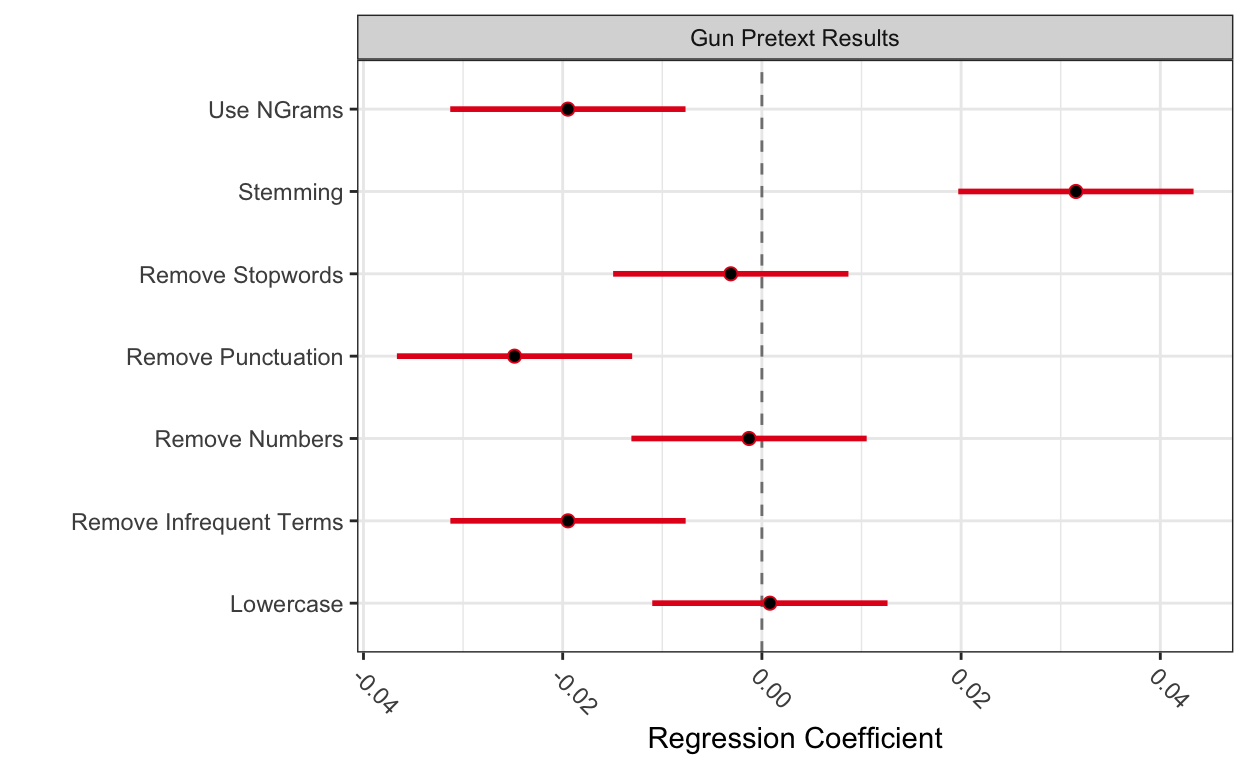 Gun Pretext Results
Use NGrams
Stemming
Remove Stopwords
Remove Punctuation
Remove Numbers
Remove Infrequent Terms
Lowercase
-0.04
-0.02
0.00
0.02
0.04
Regression Coefficient